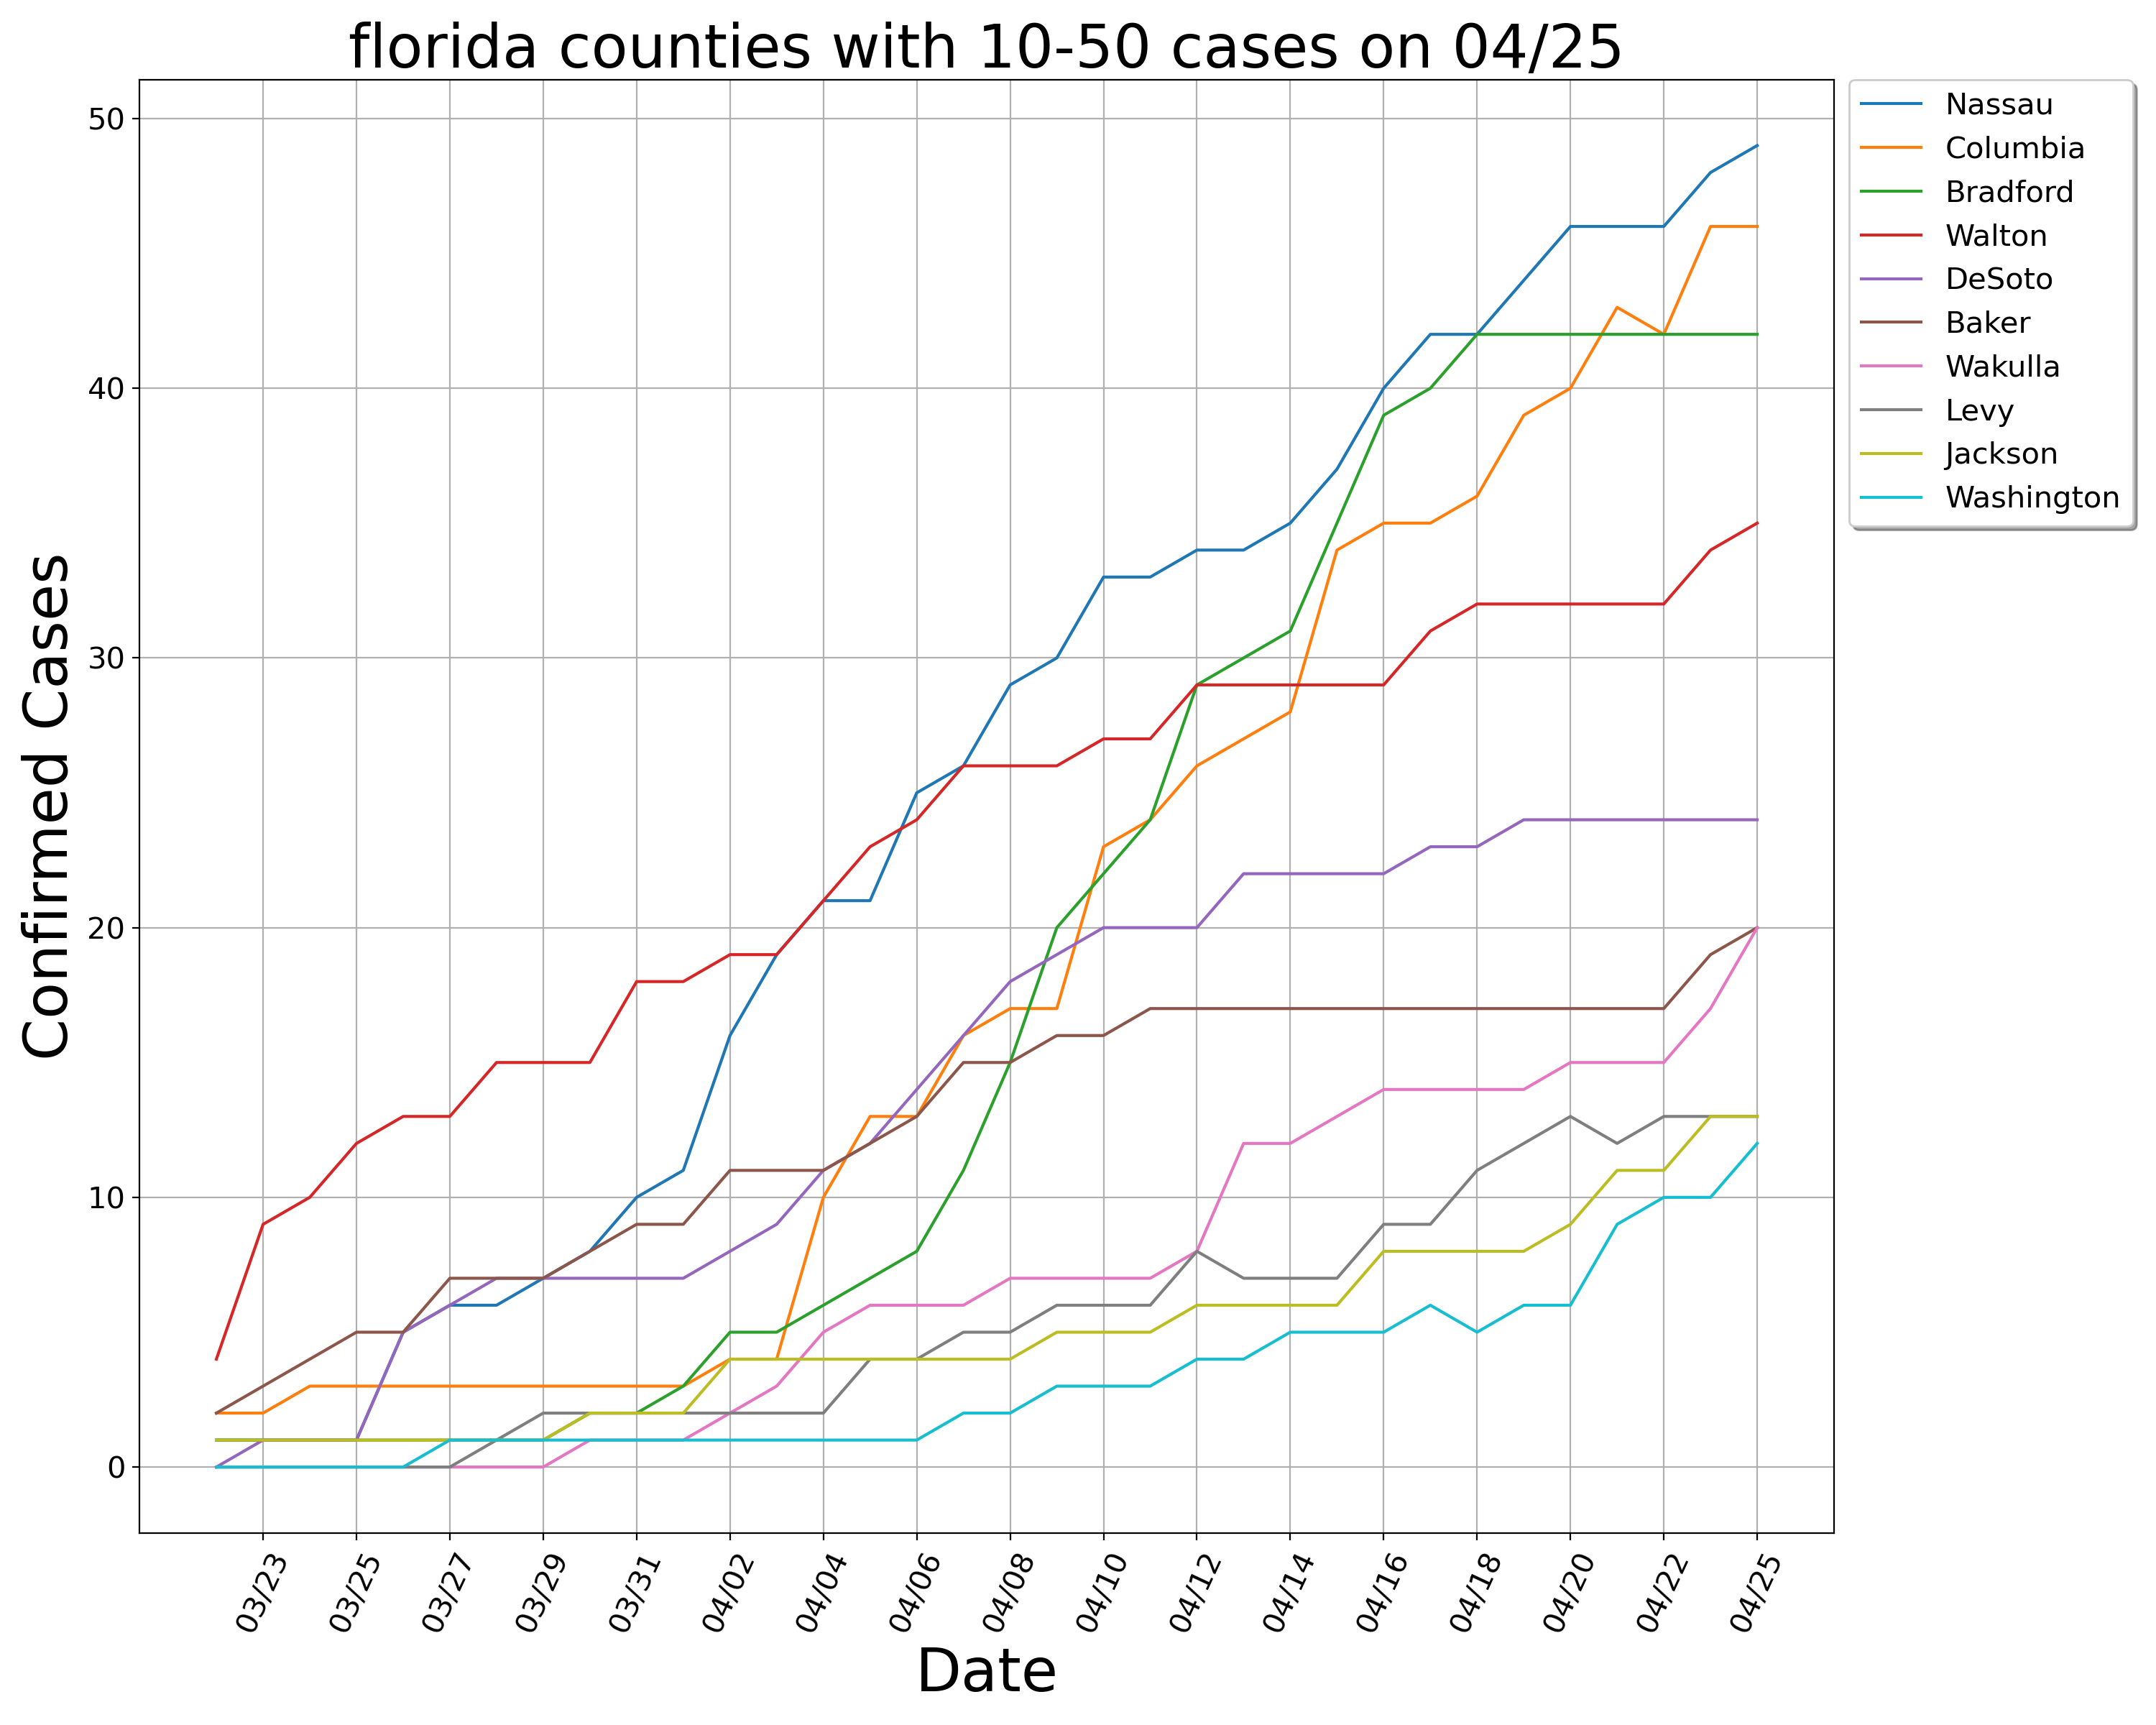 florida counties with 10-50 cases on 04/25
50
40
30
20
10
0
Confirmed Cases
03/23
03/25
03/27
03/29
03/31
04/02
04/04
04/06
04/08
04/10
04/12
04/14
04/16
04/18
04/20
04/22
04/25
Date
Nassau
Columbia
Bradford
Walton
DeSoto
Baker
Wakulla
Levy
Jackson
Washington